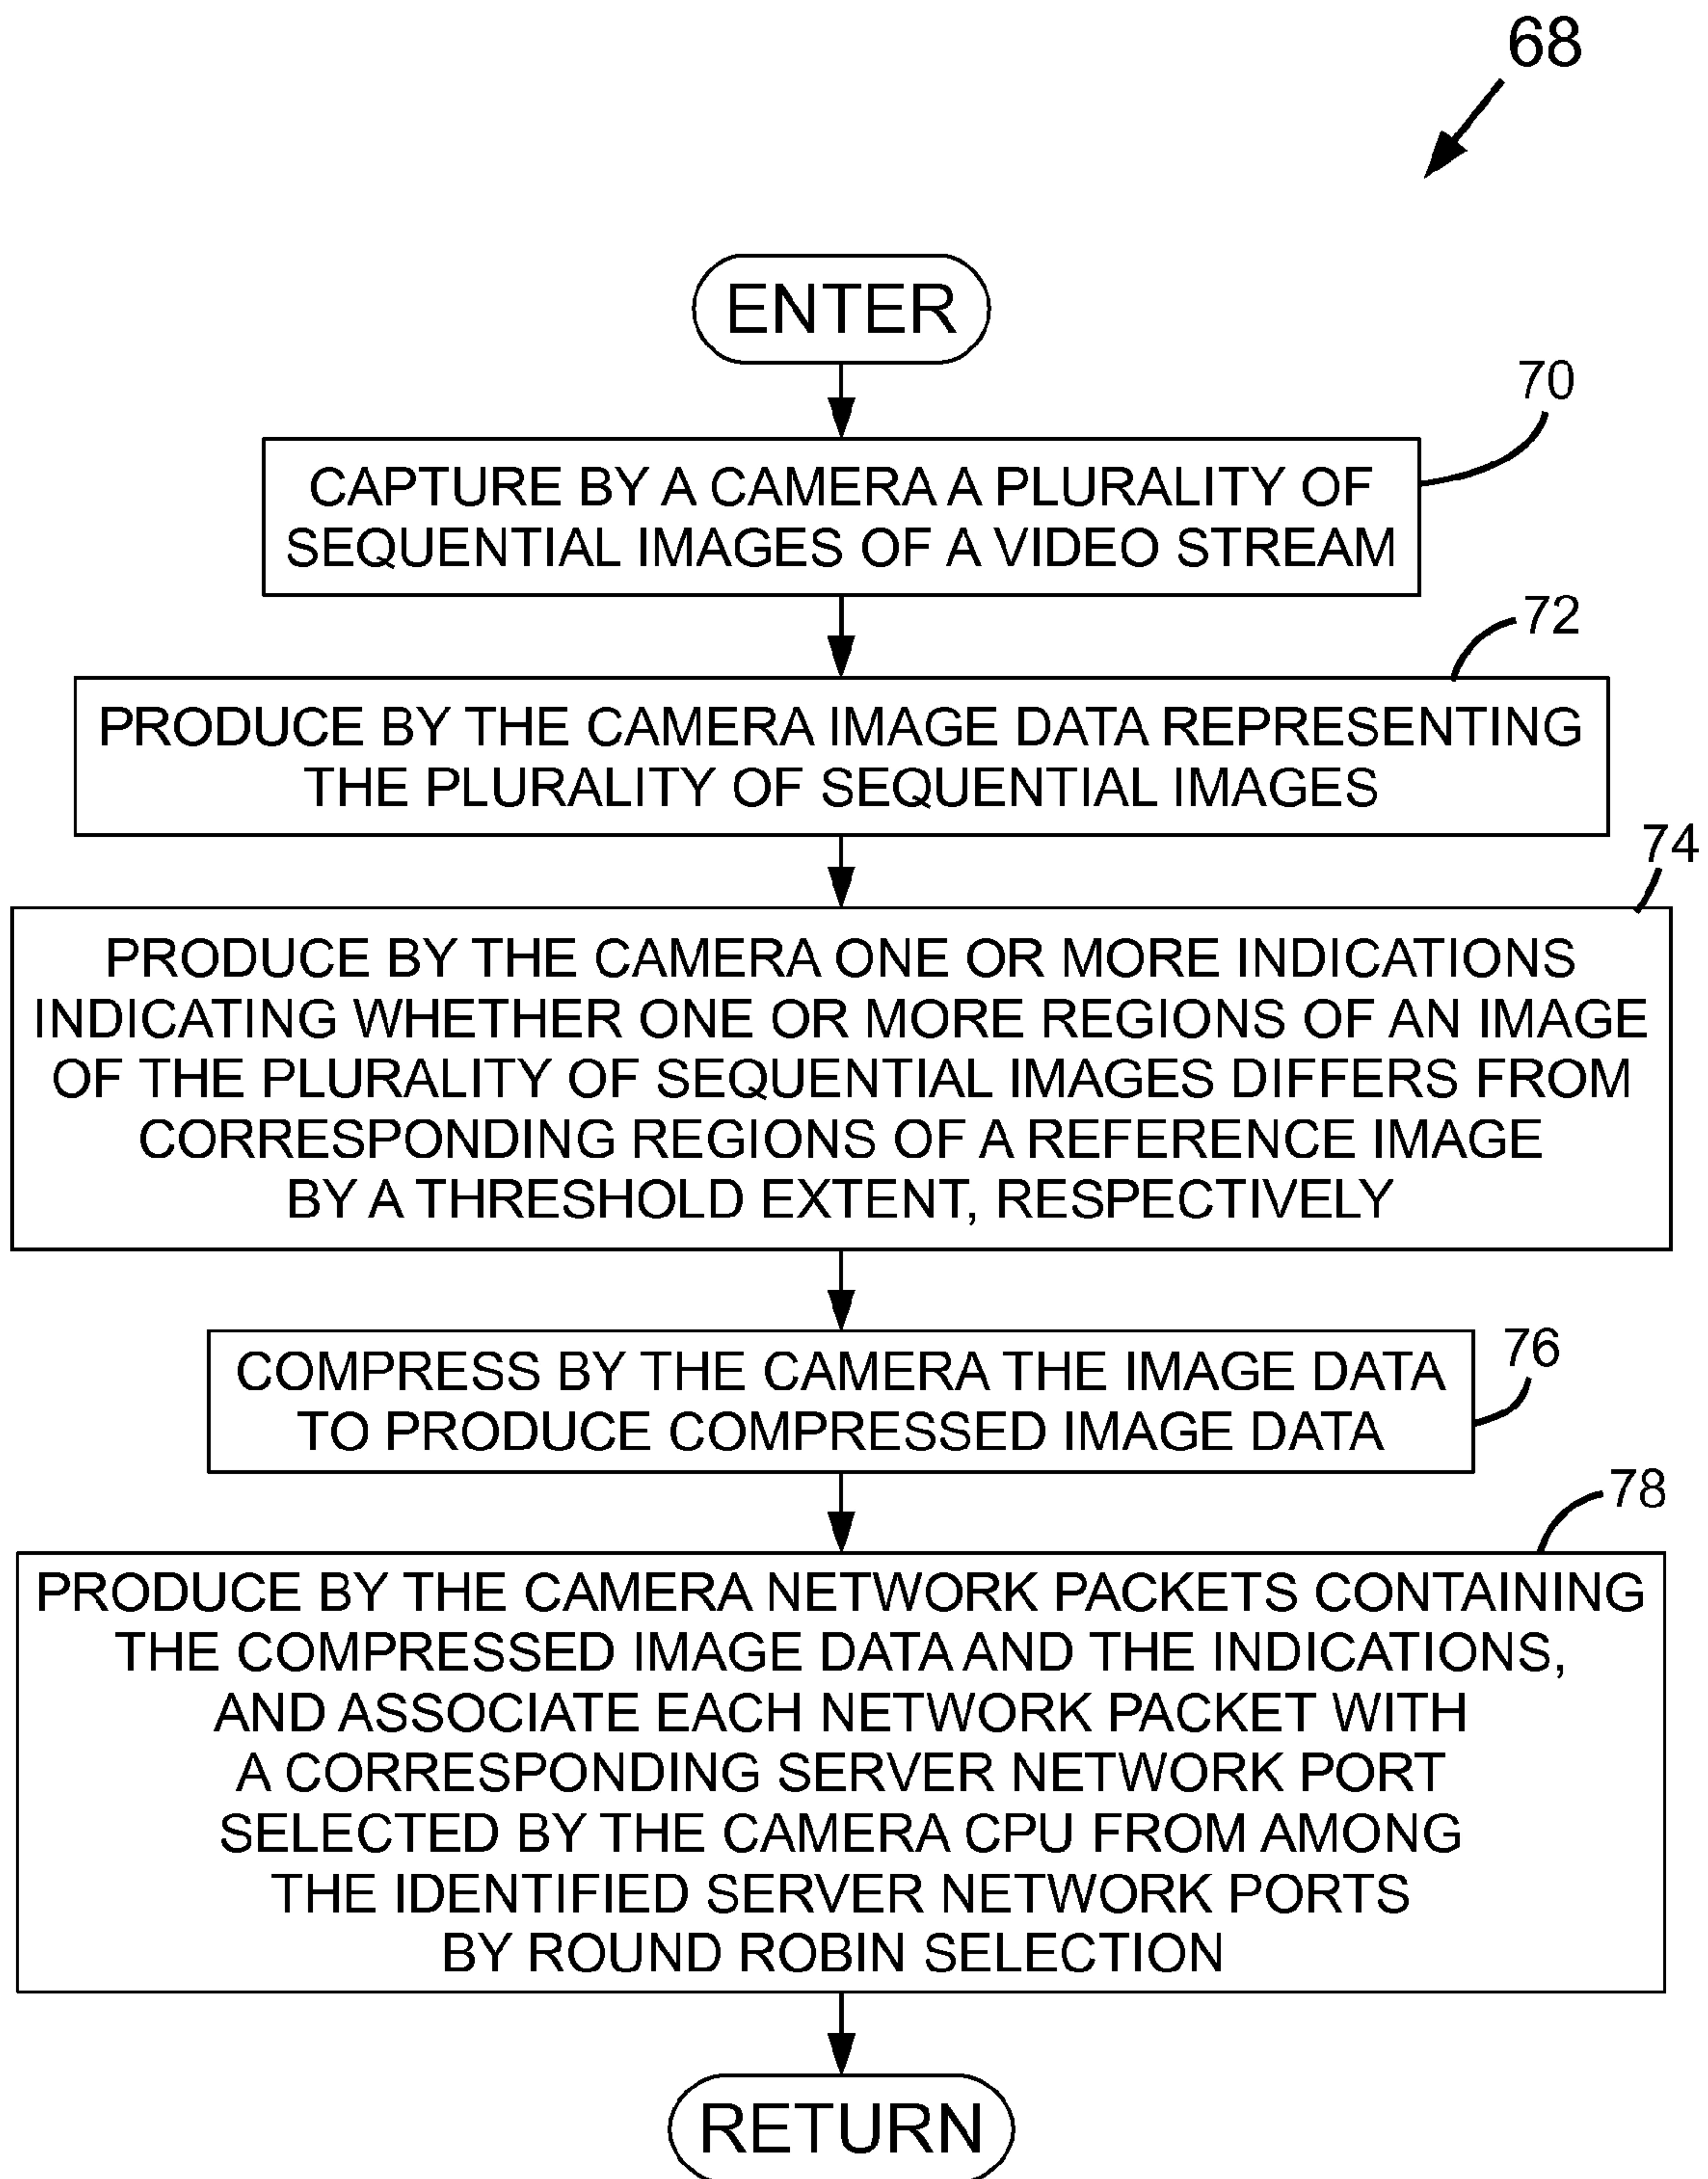 68
ENTER
70
CAPTURE BY A CAMERA A PLURALITY OF
SEQUENTIAL IMAGES OF A VIDEO STREAM
72
PRODUCE BY THE CAMERA IMAGE DATA REPRESENTING
THE PLURALITY OF SEQUENTIAL IMAGES
74
PRODUCE BY THE CAMERA ONE OR MORE INDICATIONS
INDICATING WHETHER ONE OR MORE REGIONS OF AN IMAGE
OF THE PLURALITY OF SEQUENTIAL IMAGES DIFFERS FROM
CORRESPONDING REGIONS OF A REFERENCE IMAGE
BY A THRESHOLD EXTENT, RESPECTIVELY
76
COMPRESS BY THE CAMERA THE IMAGE DATA
TO PRODUCE COMPRESSED IMAGE DATA
78
PRODUCE BY THE CAMERA NETWORK PACKETS CONTAINING
THE COMPRESSED IMAGE DATA AND THE INDICATIONS,
AND ASSOCIATE EACH NETWORK PACKET WITH
A CORRESPONDING SERVER NETWORK PORT
SELECTED BY THE CAMERA CPU FROM AMONG
THE IDENTIFIED SERVER NETWORK PORTS
BY ROUND ROBIN SELECTION
RETURN